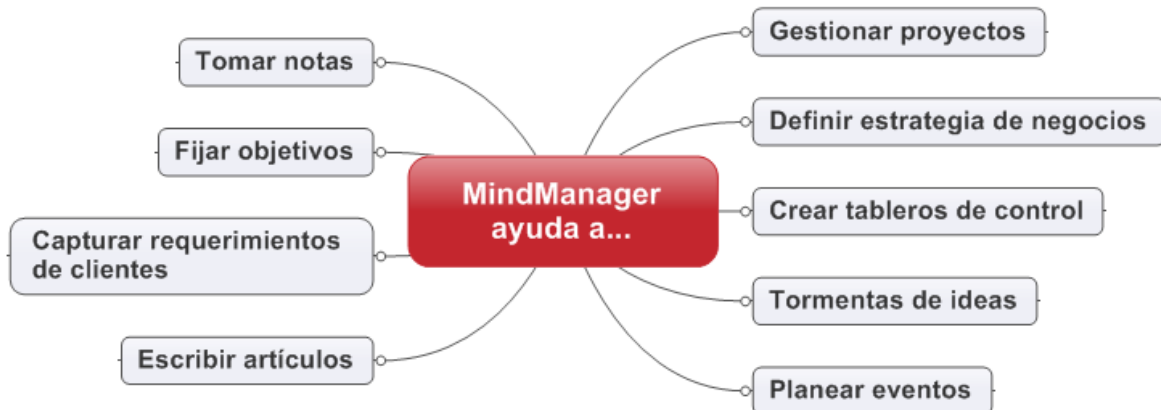 MindManager
ayuda a...
Gestionar proyectos
Definir estrategia de negocios
Crear tableros de control
Tormentas de ideas
Planear eventos
Tomar notas
Fijar objetivos
Capturar requerimientos
de clientes
Escribir artículos